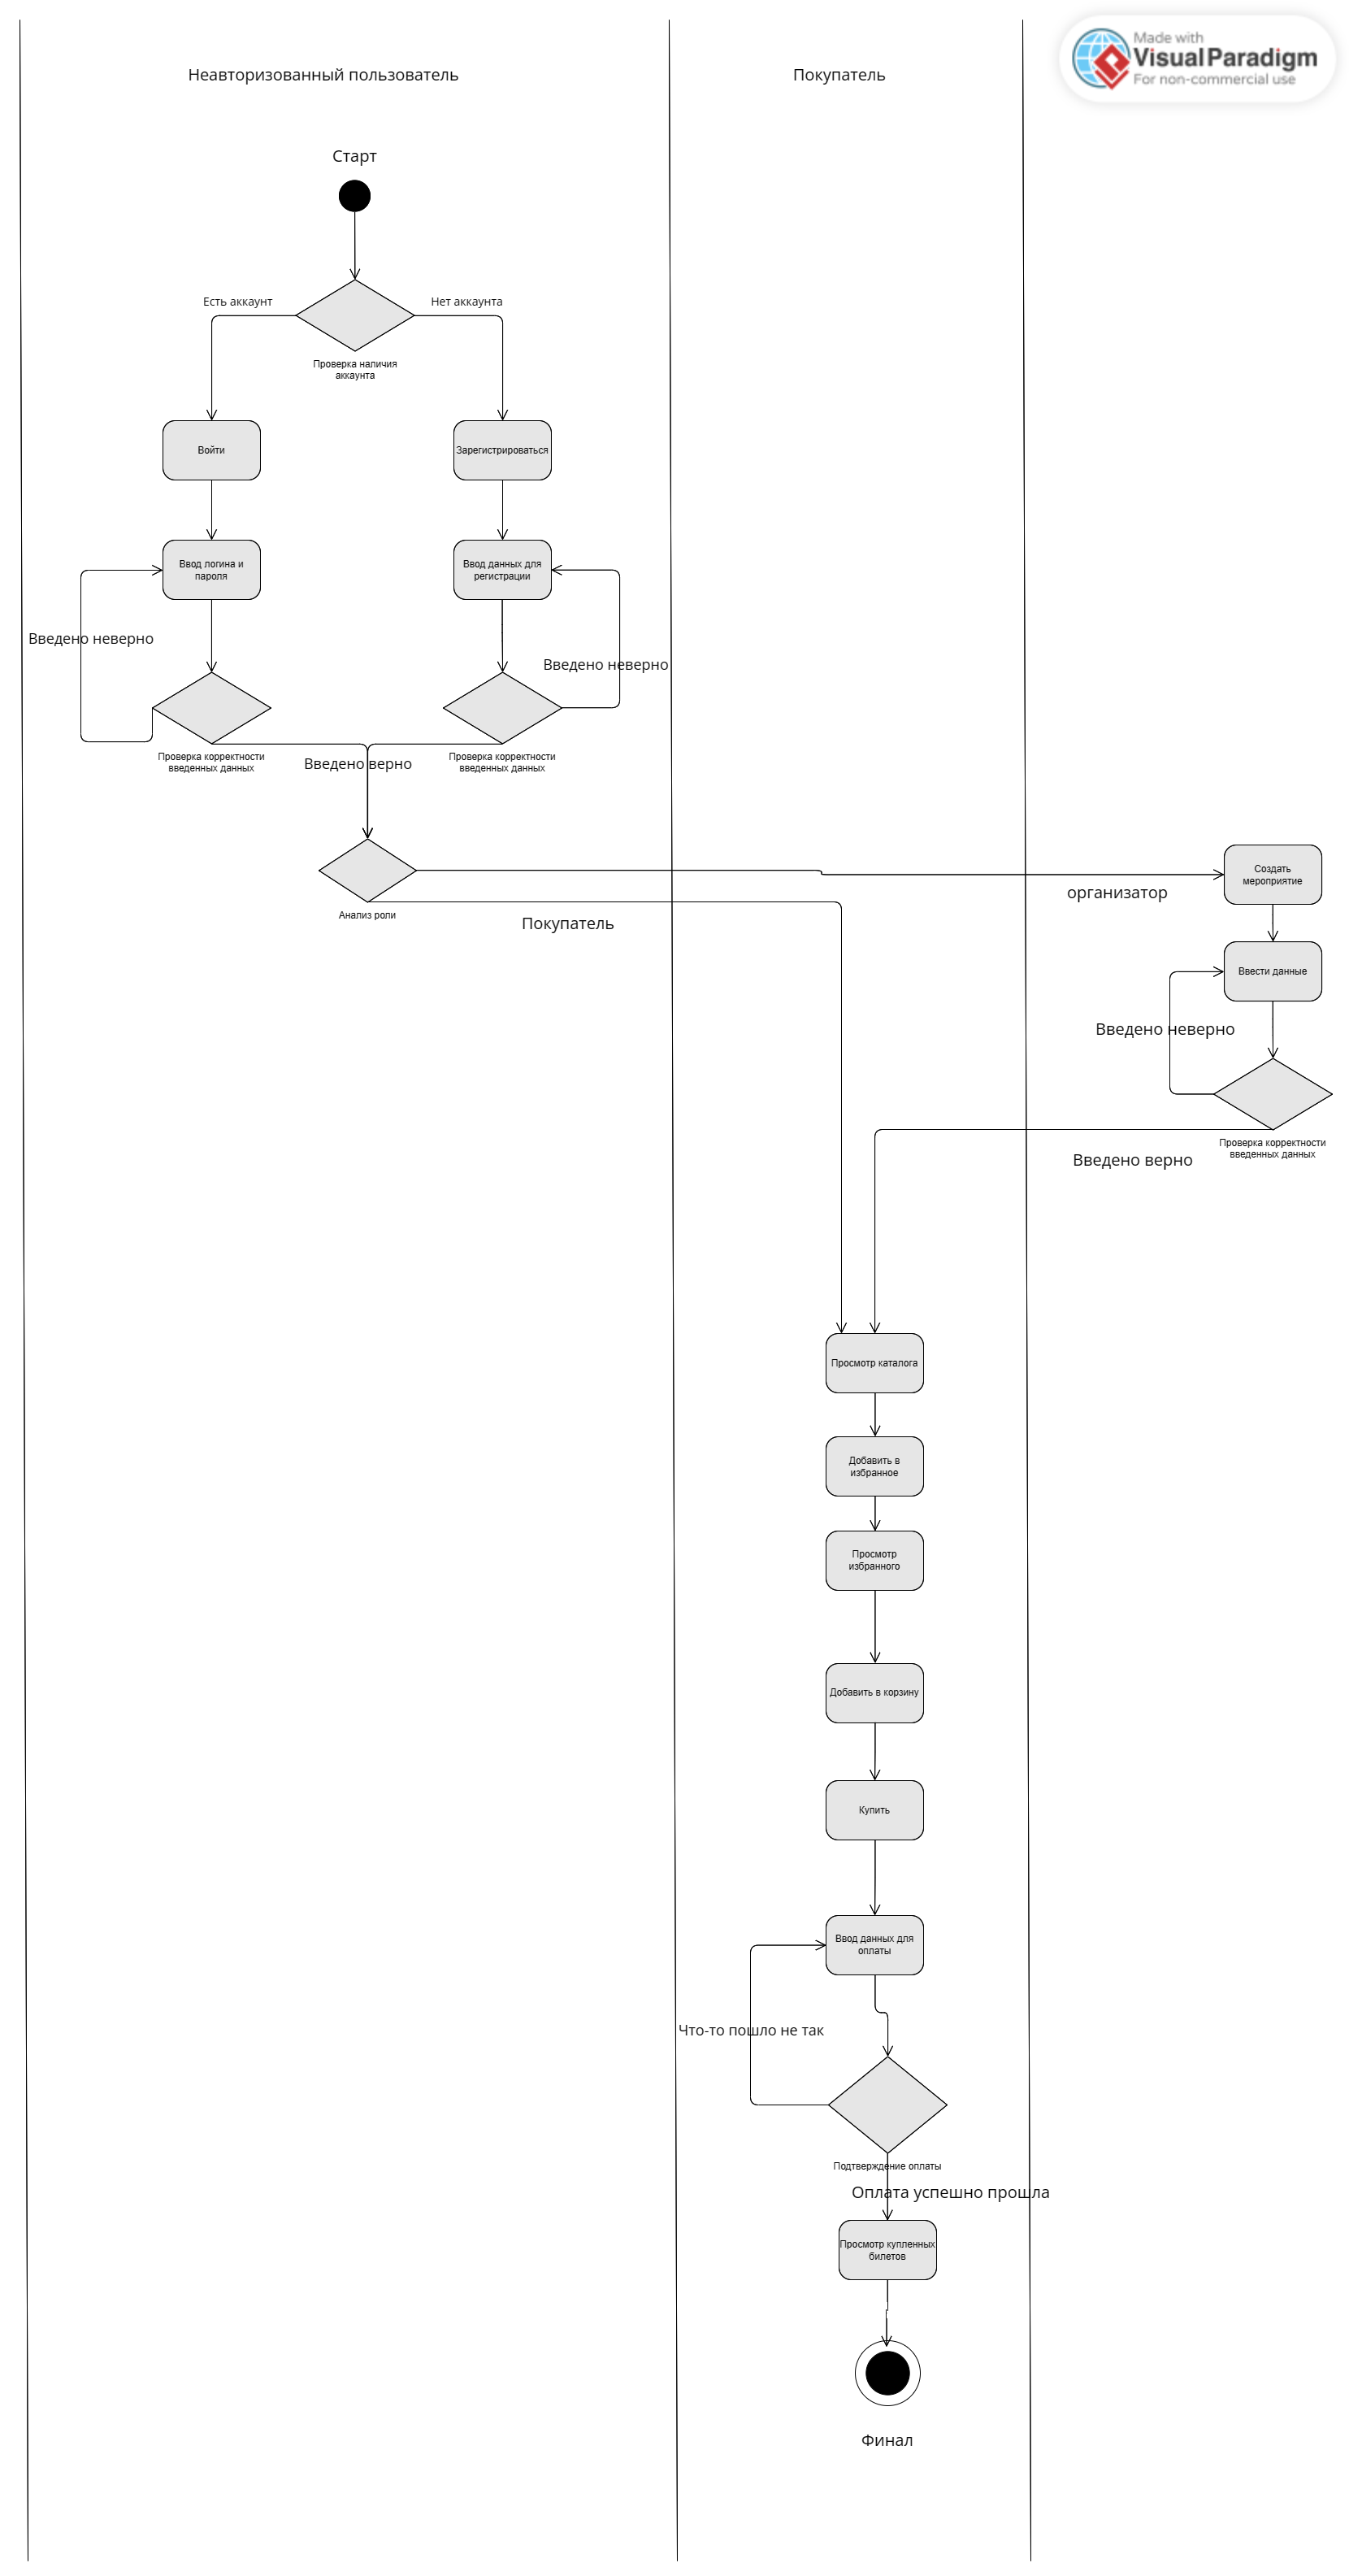 Made with
VisualParadigm
For non-commercial use
Неавторизованный пользователь
Покупатель
Старт
Есть аккаунт
Нет аккаунта
Проверка наличия
аккаунта
Войти
Зарегистрироваться
Ввод логина и
пароля
Ввод данных для
регистрации
Введено неверно
Введено неверно
Проверка корректности
введенных данных
Введено верно
Проверка корректности
введенных данных
Анализ роли
Покупатель
организатор
Создать
мероприятие
Ввести данные
Введено неверно
Проверка корректности
введенных данных
Введено верно
Просмотр каталога
Добавить в
избранное
Просмотр
избранного
Добавить в корзину
Купить
Ввод данных для
оплаты
Что-то пошло не так
Подтверждение оплаты
Оплата успешно прошла
Просмотр купленных
билетов
Финал